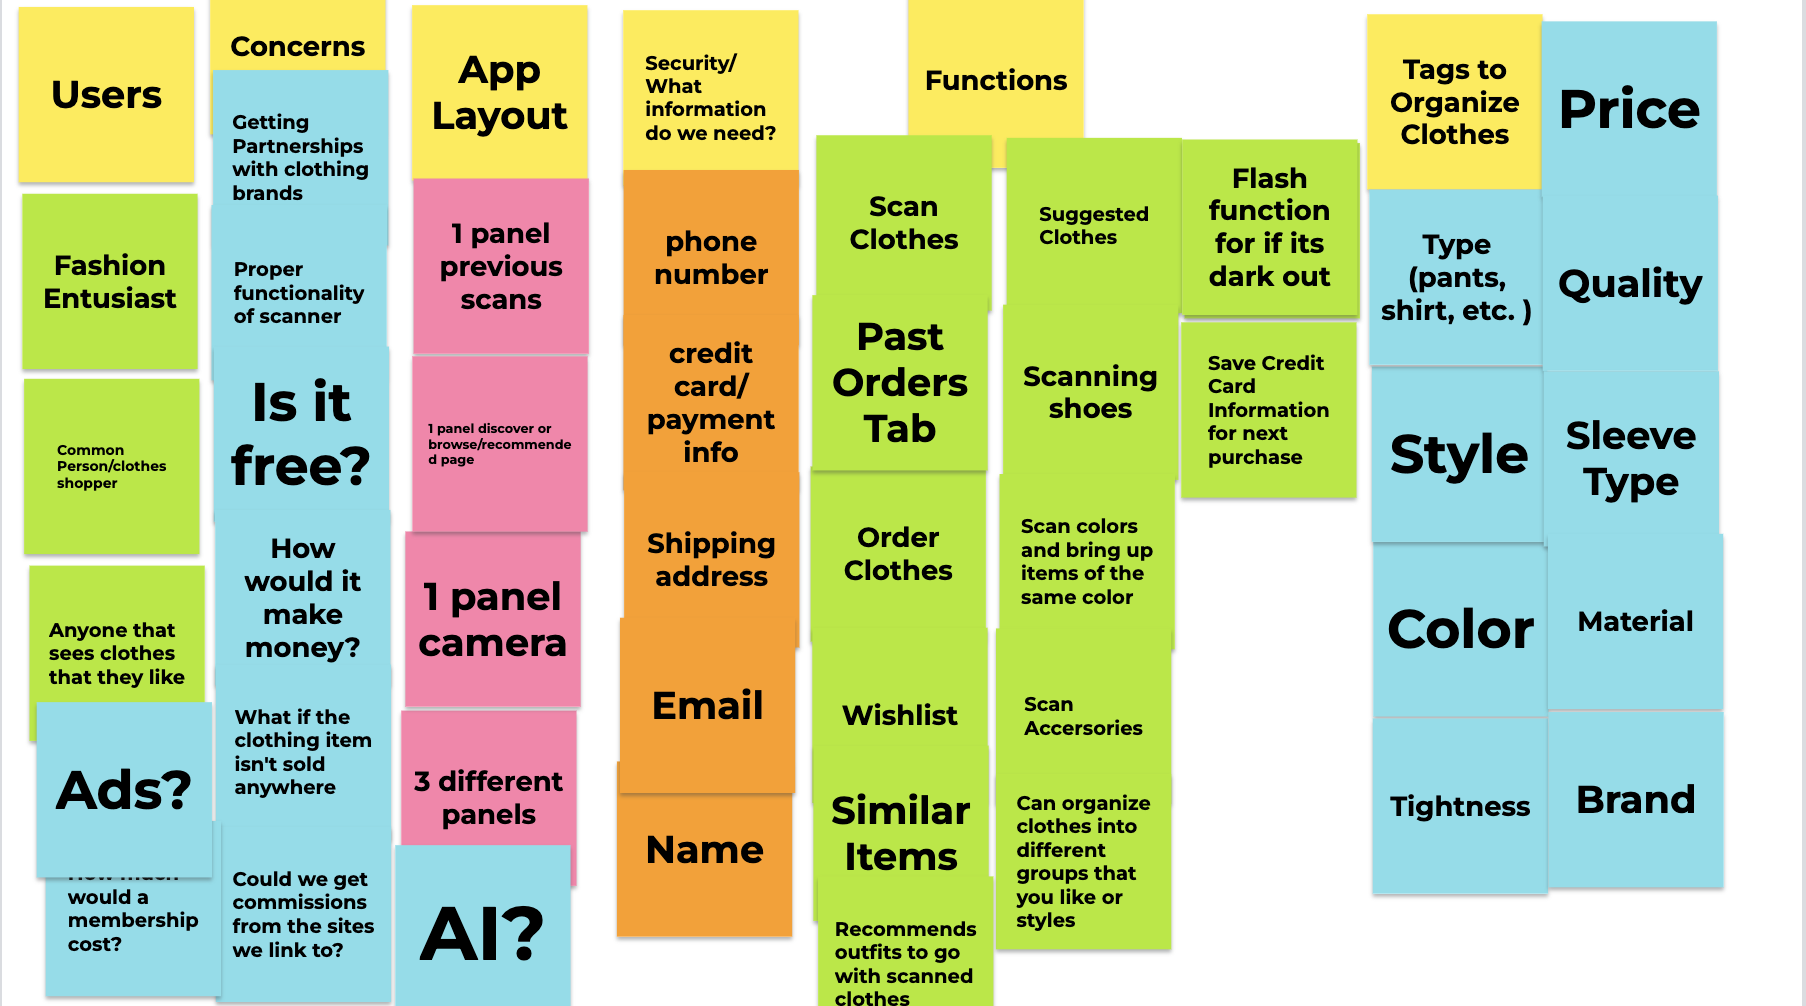 Users
Fashion
Entusiast
Common
Person/clothes
shopper
Anyone that
sees clothes
that they like
Ads?
How much
would a
membership
cost?
Concerns
Getting
Partnerships
with clothing
brands
Proper
functionality
of scanner
Is it
free?
How
would it
make
money?
What if the
clothing item
isn't sold
anywhere
Could we get
commissions
from the sites
we link to?
App
Layout
1 panel
previous
scans
1 panel discover or
browse/recommende
d page
1 panel
camera
3 different
panels
AI?
Security/
What
information
do we need?
phone
number
credit
card/
payment
info
Shipping
address
Email
Name
Functions
Scan
Clothes
Past
Orders
Tab
Order
Clothes
Wishlist
Similar
Items
Recommends
outfits to go
with scanned
clothes
Suggested
Clothes
Scanning
shoes
Scan colors
and bring up
items of the
same color
Scan
Accersories
Can organize
clothes into
different
groups that
you like or
styles
Flash
function
for if its
dark out
Save Credit
Card
Information
for next
purchase
Tags to
Organize
Clothes
Type
(pants,
shirt, etc. )
Style
Color
Tightness
Price
Quality
Sleeve
Type
Material
Brand